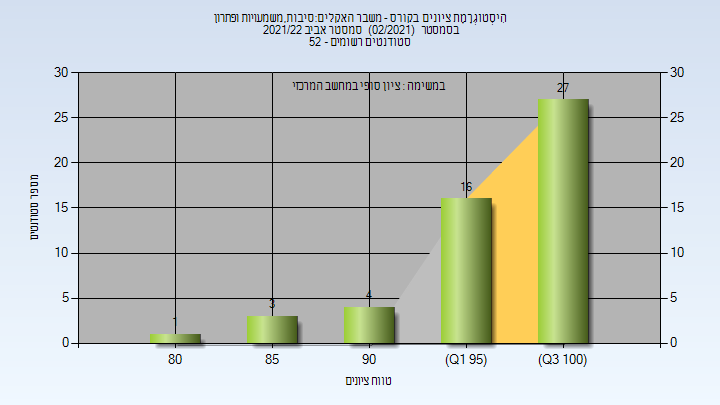 היסטוגרמת ציונים בקורס - משבר האקלים:סיבות,משמעויות ופתרון
בסמסטר (02/2021) סמסטר אביב 2021/22
סטודנטים רשומים - 52
במשימה : ציון סופי במחשב המרכזי
30 30
25 25
20 20
15 15
10 10
5 5
0 0
1 3 4 16 27
80 85 90 (Q1 95) (Q3 100)
מספר סטודנטים
טווח ציונים